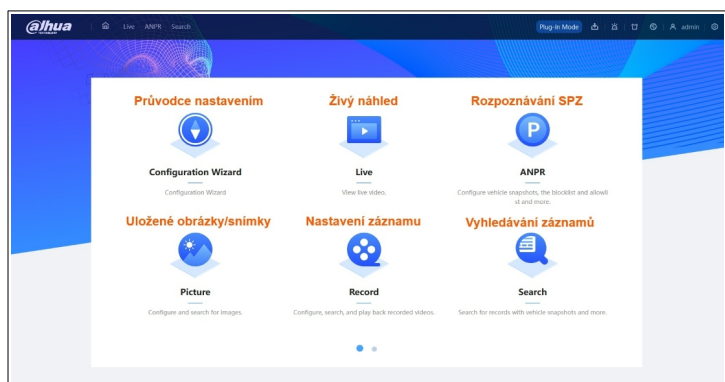 alhua
TECHNOLOGY
Live ANPR Search
Plug-In Mode
admin
Průvodce nastavením
Živý náhled
Rozpoznávání SPZ
P
Configuration Wizard
Live
ANPR
Configuration Wizard
View live video.
Configure vehicle snapshots, the blocklist and allowli
st and more.
Uložené obrázky/snímky
Nastavení záznamu
Vyhledávání záznamů
Picture
Record
Search
Configure and search for images.
Configure, search, and play back recorded videos.
Search for records with vehicle snapshots and more.